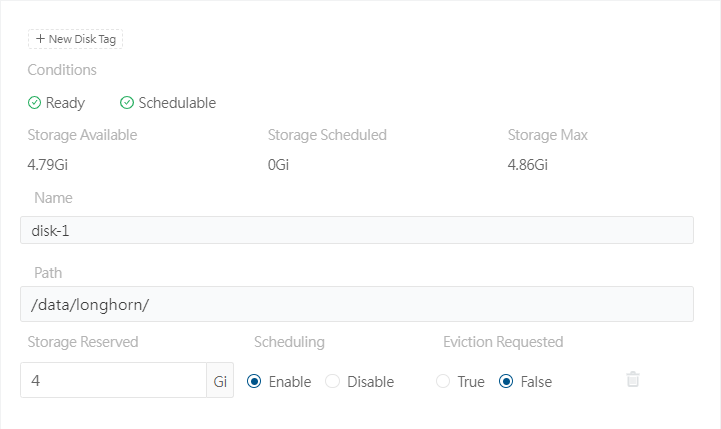 + New Disk Tag
Conditions
Ready Schedulable
Storage Available Storage Scheduled Storage Max
4.79Gi 0Gi 4.86Gi
Name
disk-1
Path
/data/longhorn/
Storage Reserved Scheduling Eviction Requested
4 Gi Enable Disable True False